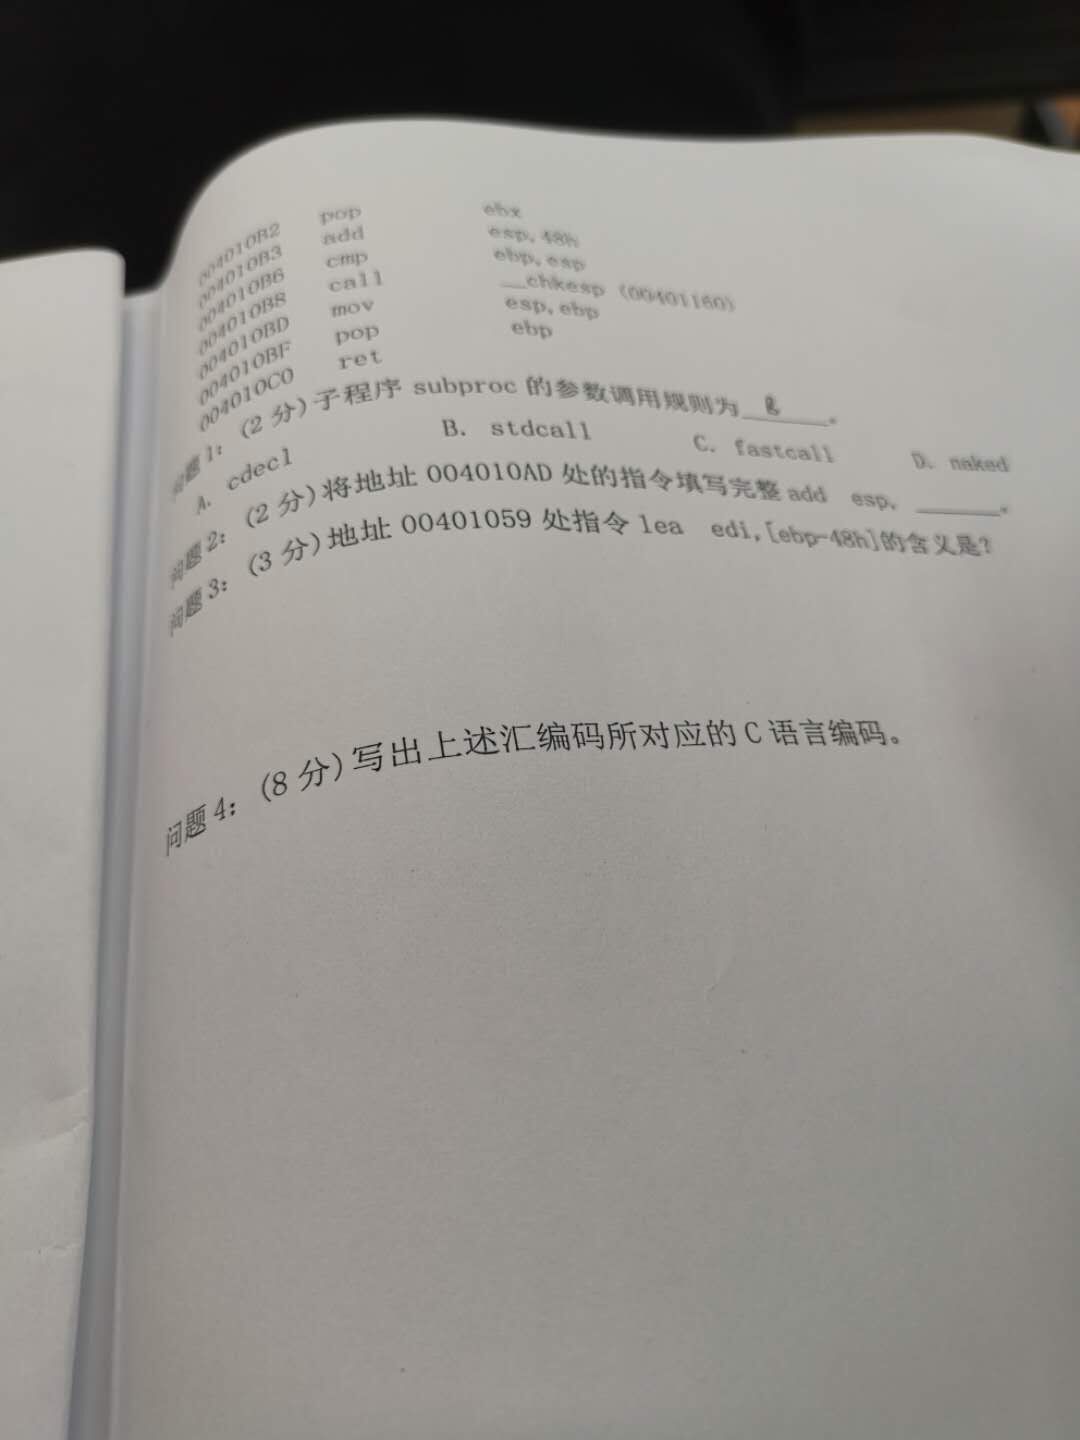 004010B2 pop ebx
004010B3 add esp, 48h
004010B6 cmp ebp, esp
004010B8 call __chkesp (00401160)
004010BD mov esp, ebp
004010BF pop ebp
004010C0 ret
问题 1: (2 分) 子程序 subproc 的参数调用规则为 B 。
A. cdecl B. stdcall C. fastcall D. naked
问题 2: (2 分) 将地址 004010AD 处的指令填写完整 add esp, ______。
问题 3: (3 分) 地址 00401059 处指令 lea edi,[ebp-48h]的含义是?
问题 4: (8 分) 写出上述汇编码所对应的 C 语言编码。